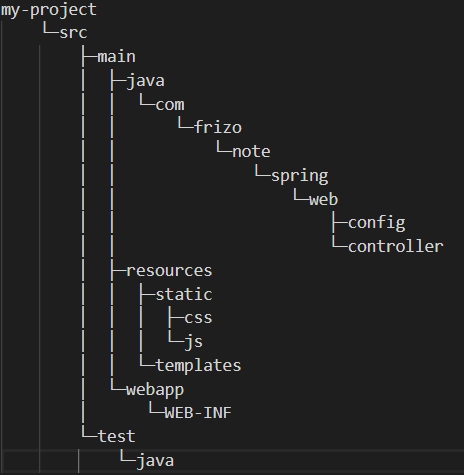 my-project
└─src
├─main
│ ├─java
│ │ └─com
│ │ └─frizo
│ │ └─note
│ │ └─spring
│ │ └─web
│ │ ├─config
│ │ └─controller
│ ├─resources
│ │ ├─static
│ │ │ ├─css
│ │ │ └─js
│ │ └─templates
│ └─webapp
│ └─WEB-INF
└─test
└─java